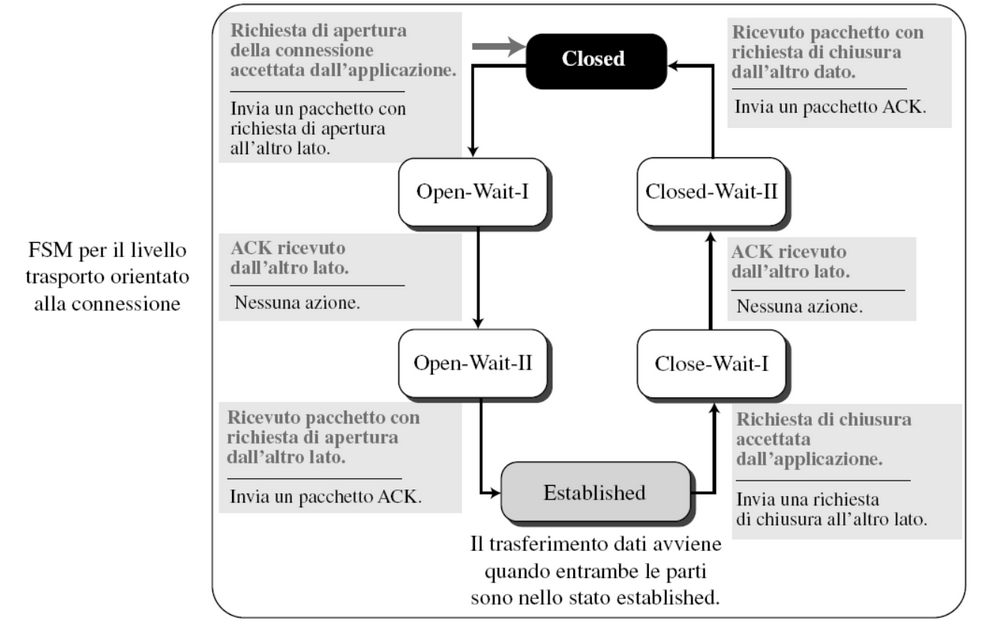 Richiesta di apertura
della connessione
accettata dall'applicazione.
Invia un pacchetto con
richiesta di apertura
all'altro lato.
Closed
Ricevuto pacchetto con
richiesta di chiusura
dall'altro dato.
Invia un pacchetto ACK.
Open-Wait-I
Closed-Wait-II
FSM per il livello
trasporto orientato
alla connessione
ACK ricevuto
dall'altro lato.
Nessuna azione.
ACK ricevuto
dall'altro lato.
Nessuna azione.
Open-Wait-II
Close-Wait-I
Ricevuto pacchetto con
richiesta di apertura
dall'altro lato.
Invia un pacchetto ACK.
Established
Richiesta di chiusura
accettata
dall'applicazione.
Invia una richiesta
di chiusura all'altro lato.
Il trasferimento dati avviene
quando entrambe le parti
sono nello stato established.